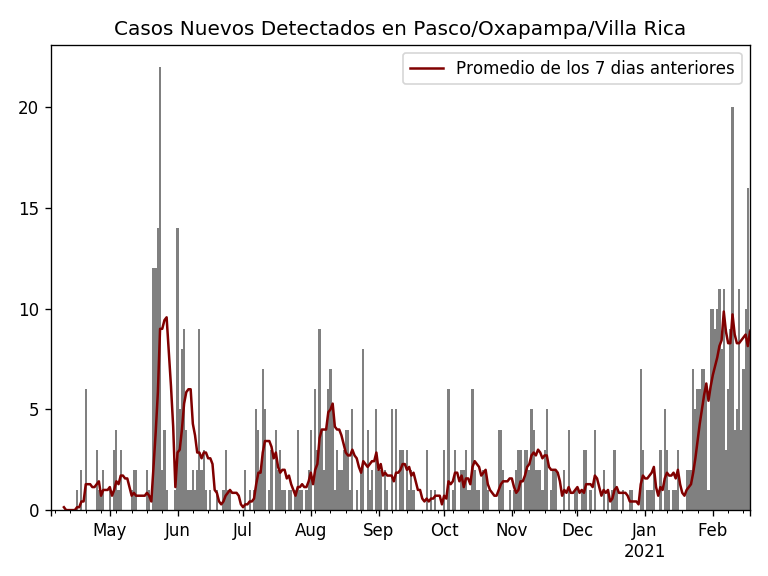 Casos Nuevos Detectados en Pasco/Oxapampa/Villa Rica
Promedio de los 7 dias anteriores
20
15
10
5
0
May Jun Jul Aug Sep Oct Nov Dec Jan Feb
2021